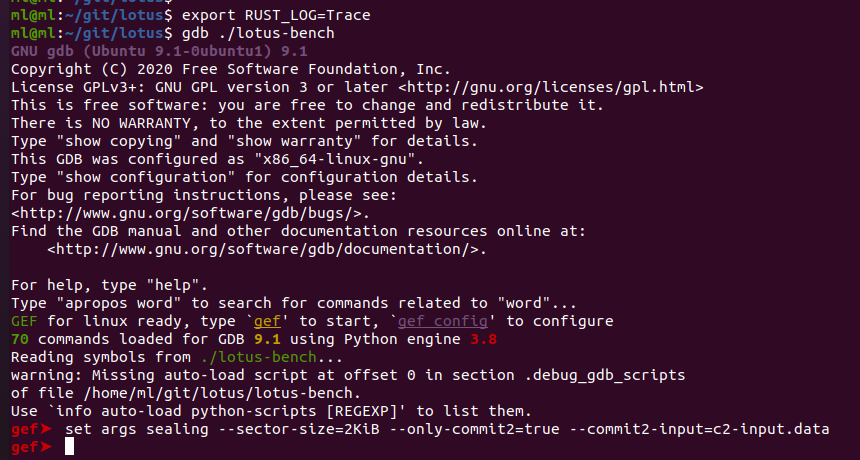 ml@ml:~/git/lotus$
ml@ml:~/git/lotus$ export RUST_LOG=Trace
ml@ml:~/git/lotus$ gdb ./lotus-bench
GNU gdb (Ubuntu 9.1-0ubuntu1) 9.1
Copyright (C) 2020 Free Software Foundation, Inc.
License GPLv3+: GNU GPL version 3 or later <http://gnu.org/licenses/gpl.html>
This is free software: you are free to change and redistribute it.
There is NO WARRANTY, to the extent permitted by law.
Type "show copying" and "show warranty" for details.
This GDB was configured as "x86_64-linux-gnu".
Type "show configuration" for configuration details.
For bug reporting instructions, please see:
<http://www.gnu.org/software/gdb/bugs/>.
Find the GDB manual and other documentation resources online at:
    <http://www.gnu.org/software/gdb/documentation/>.

For help, type "help".
Type "apropos word" to search for commands related to "word"...
GEF for linux ready, type `gef' to start, `gef config' to configure
70 commands loaded for GDB 9.1 using Python engine 3.8
Reading symbols from ./lotus-bench...
warning: Missing auto-load script at offset 0 in section .debug_gdb_scripts
of file /home/ml/git/lotus/lotus-bench.
Use `info auto-load python-scripts [REGEXP]' to list them.
gef➤ set args sealing --sector-size=2KiB --only-commit2=true --commit2-input=c2-input.data
gef➤